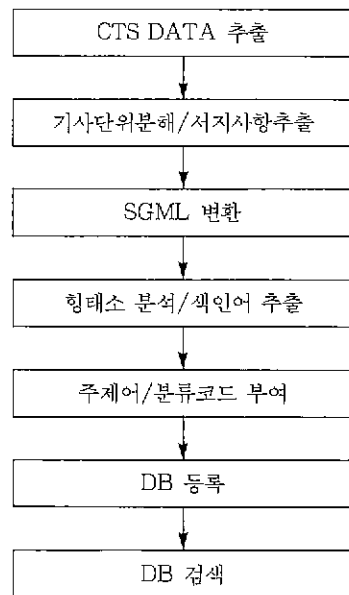 CTS DATA 추출
기사단위분해/서지사항추출
SGML 변환
형태소 분석/색인어 추출
주제어/분류코드 부여
DB 등록
DB 검색